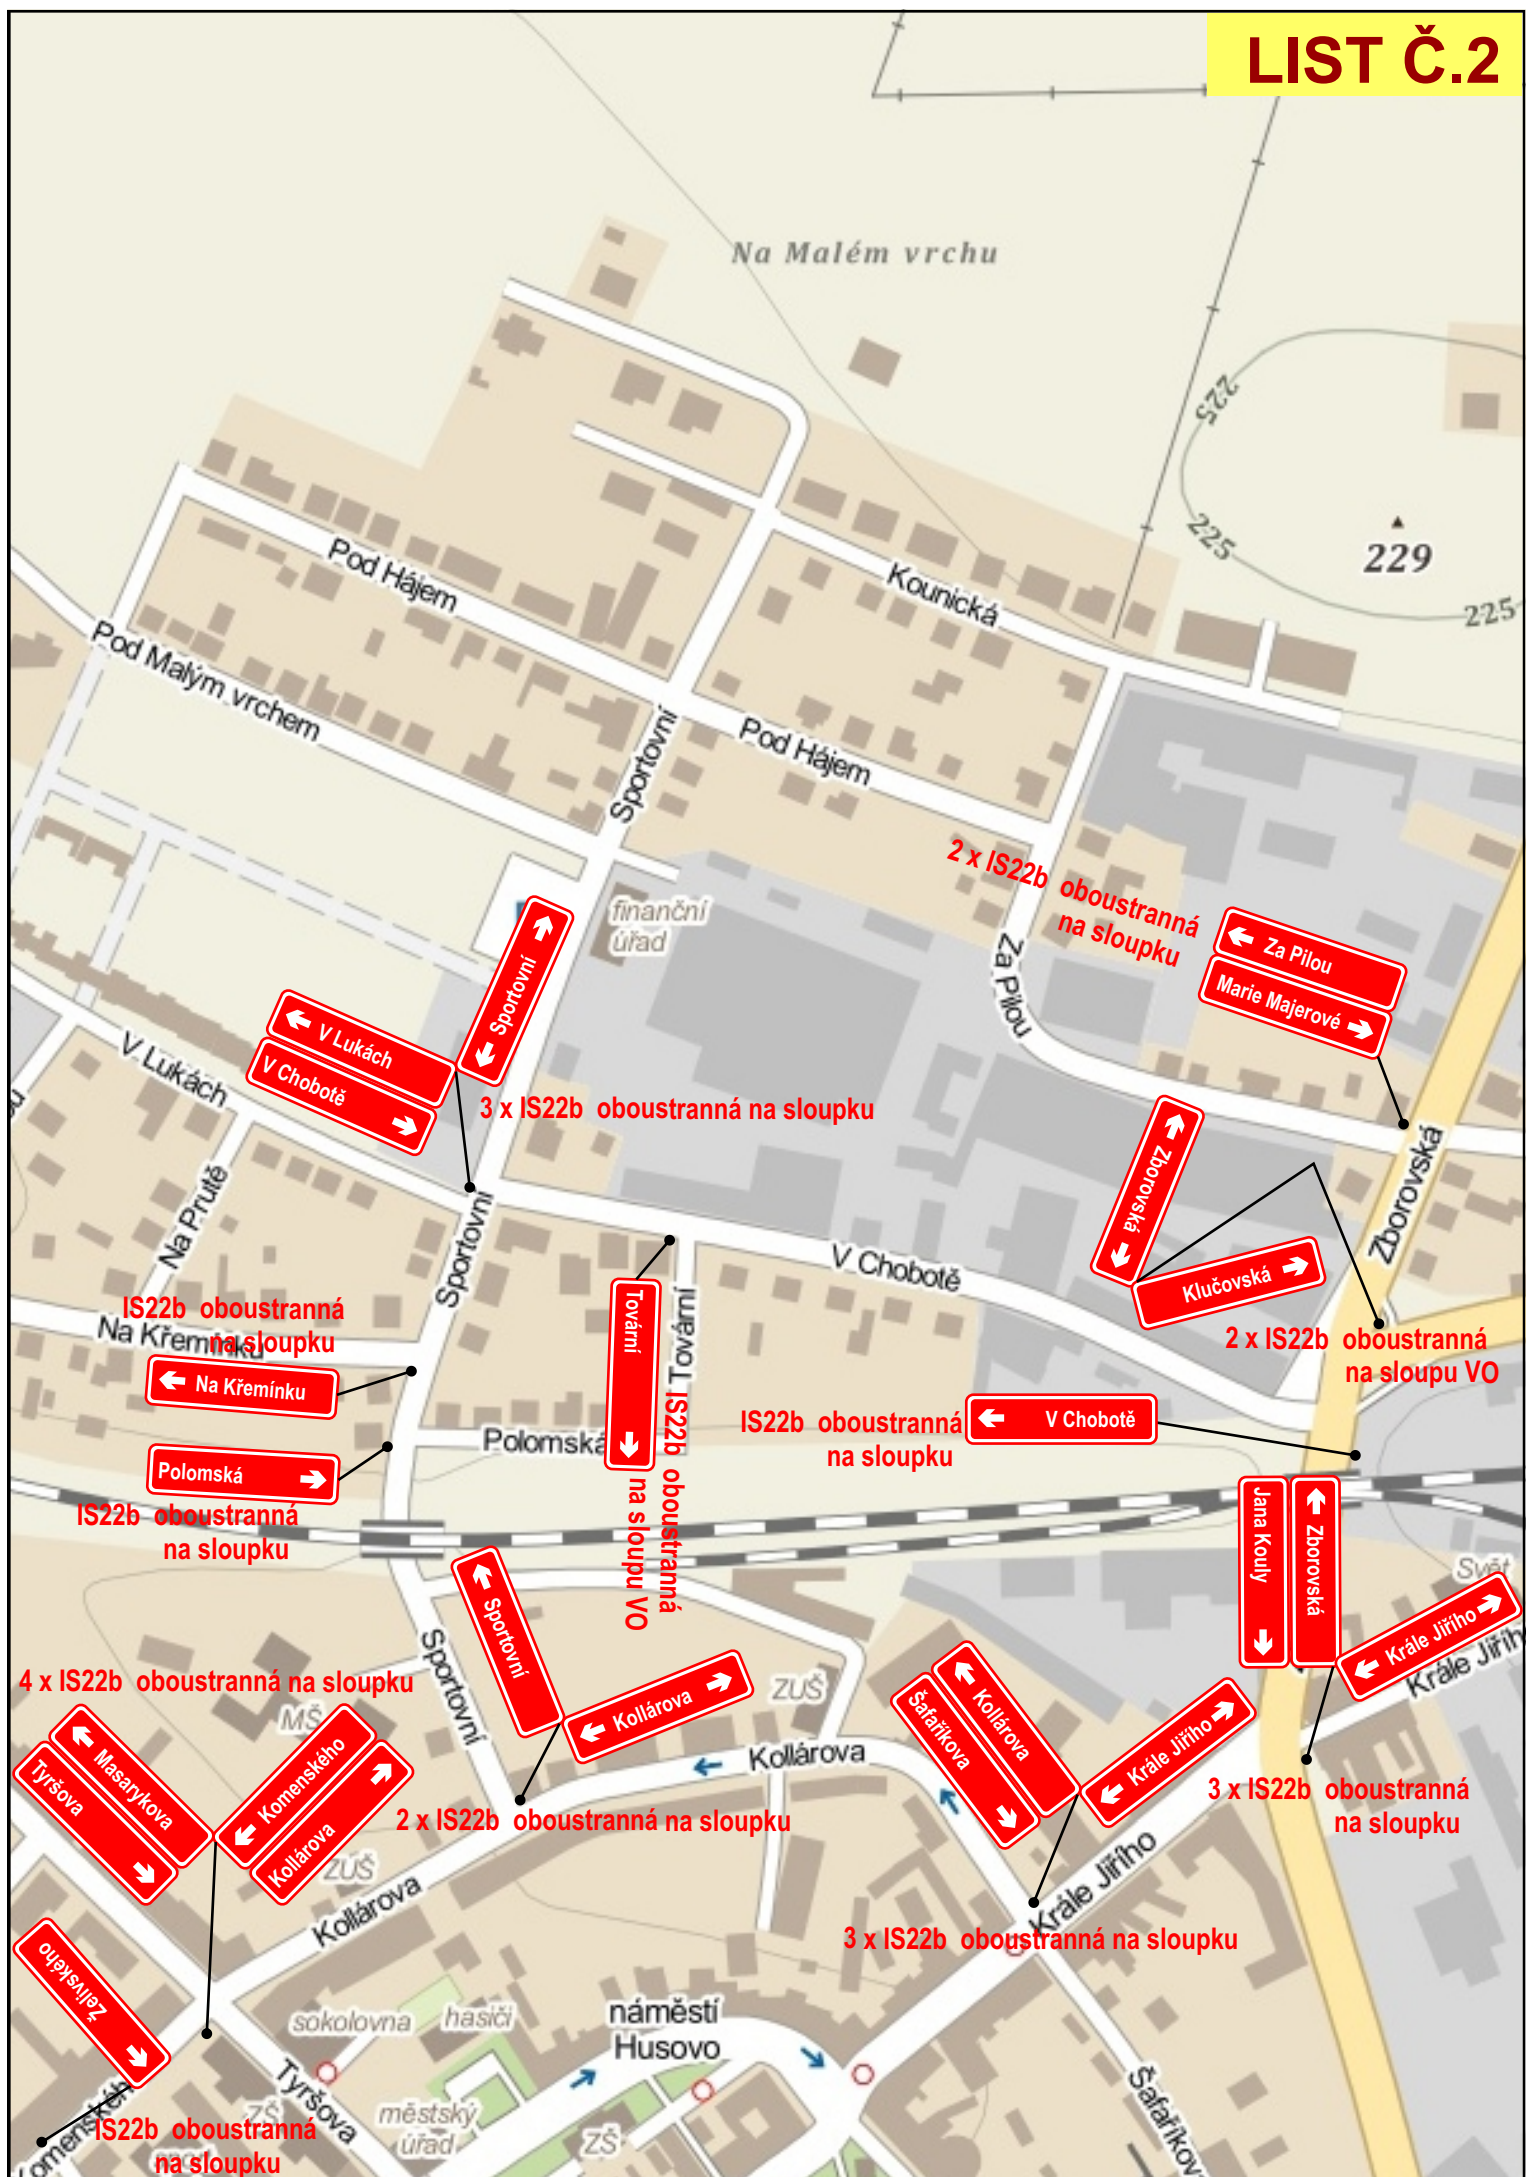 LIST Č.2
Na Malém vrchu
225
225
229
225
Pod Hájem
Kounická
Pod Malým vrchem
Sportovní
Pod Hájem
2 x IS22b oboustranná
na sloupku
finanční
úřad
Za Pilou
Za Pilou
Marie Majerové
Sportovní
V Lukách
V Chobotě
V Lukách
3 x IS22b oboustranná na sloupku
Zborovská
Zborovská
Na Prutě
Sportovní
V Chobotě
Klučovská
2 x IS22b oboustranná
na sloupu VO
IS22b oboustranná
na sloupku
Na Křemínku
Na Křemínku
Tovární
Tovární
IS22b oboustranná
na sloupu VO
IS22b oboustranná
na sloupku
V Chobotě
Polomská
Polomská
IS22b oboustranná
na sloupku
Jana Kouly
Zborovská
Svět
Krále Jiřího
Krále Jiřího
3 x IS22b oboustranná
na sloupku
Sportovní
Sportovní
Kollárova
ZUŠ
4 x IS22b oboustranná na sloupku
MŠ
Masarykova
Tyršova
Komenského
Kollárova
ZUŠ
Kollárova
2 x IS22b oboustranná na sloupku
Kollárova
Šafaříkova
Kollárova
Krále Jiřího
Krále Jiřího
3 x IS22b oboustranná na sloupku
Želivského
sokolovna
hasiči
náměstí
Husovo
Tyršova
ZŠ
městský
úřad
ZŠ
Šafaříkova
Komenského
IS22b oboustranná
na sloupku